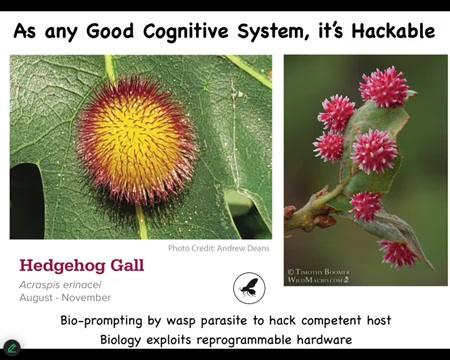 As any Good Cognitive System, it's Hackable
Photo Credit: Andrew Deans
Hedgehog Gall
Acraspis erinacei
August - November
© Timothy Boomer
WildMacro.com
Bio-prompting by wasp parasite to hack competent host
Biology exploits reprogrammable hardware